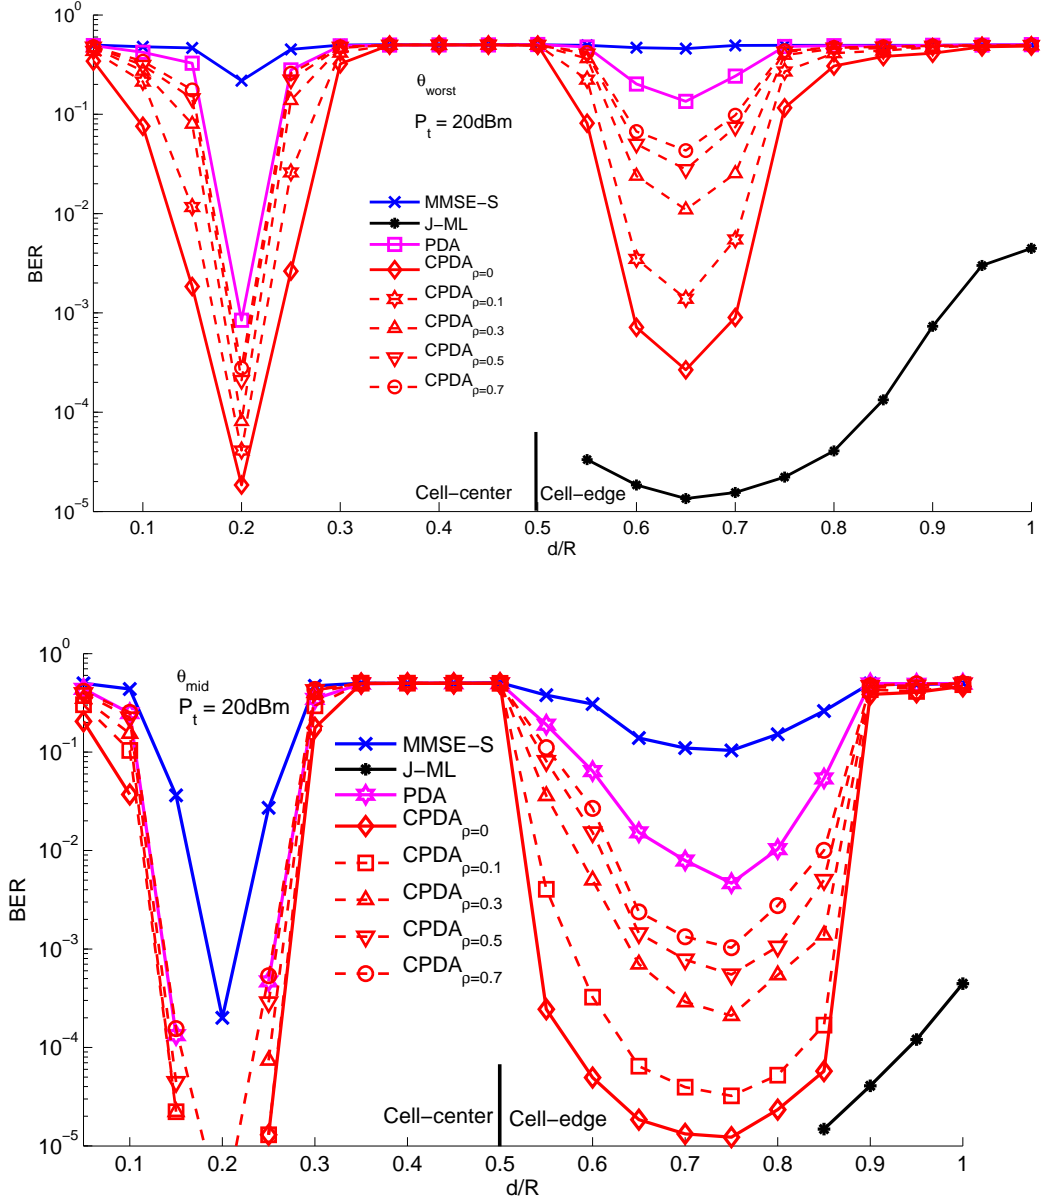 10^0
10^-1
10^-2
10^-3
10^-4
10^-5
BER
θ_worst
P_t = 20dBm
MMSE-S
J-ML
PDA
CPDA_ρ=0
CPDA_ρ=0.1
CPDA_ρ=0.3
CPDA_ρ=0.5
CPDA_ρ=0.7
Cell-center
Cell-edge
0.1 0.2 0.3 0.4 0.5 0.6 0.7 0.8 0.9 1
d/R
10^0
10^-1
10^-2
10^-3
10^-4
10^-5
BER
θ_mid
P_t = 20dBm
MMSE-S
J-ML
PDA
CPDA_ρ=0
CPDA_ρ=0.1
CPDA_ρ=0.3
CPDA_ρ=0.5
CPDA_ρ=0.7
Cell-center
Cell-edge
0.1 0.2 0.3 0.4 0.5 0.6 0.7 0.8 0.9 1
d/R